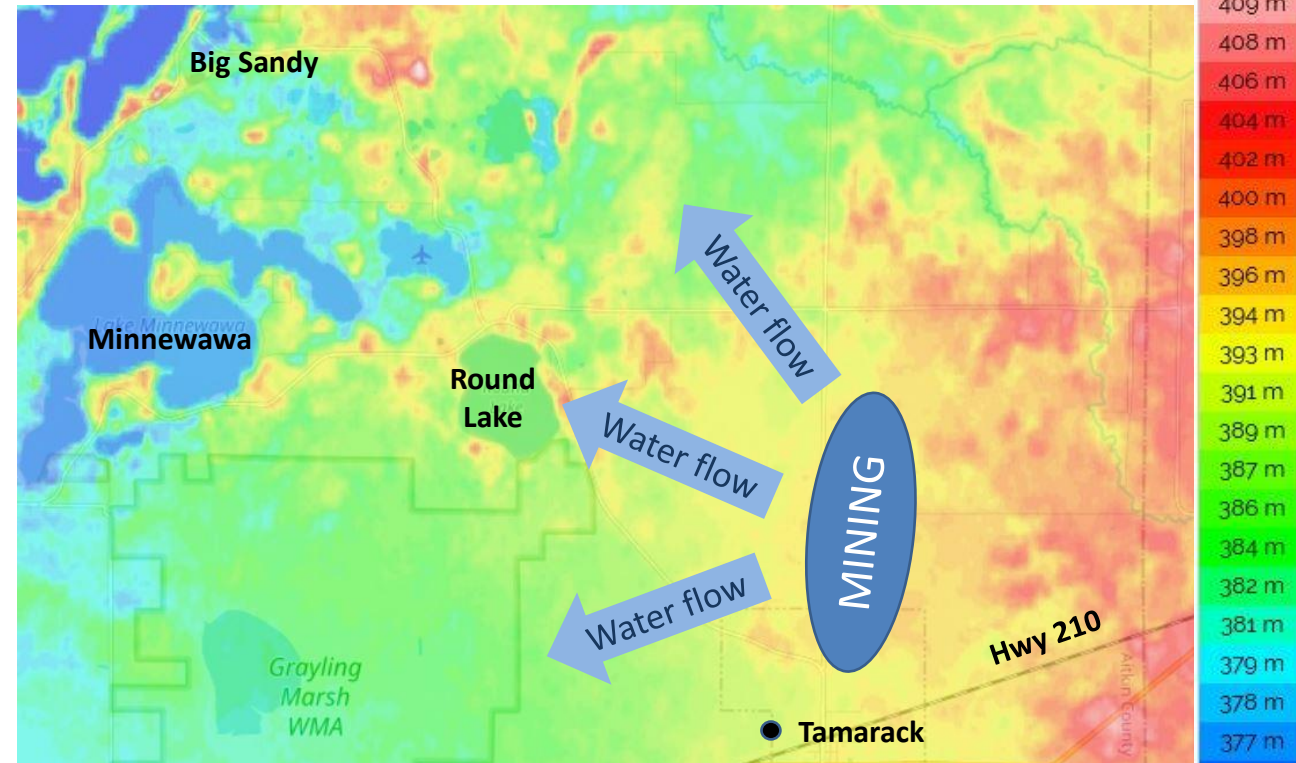 Big Sandy
Lake Minnewawa
Minnewawa
Round
Lake
Water flow
Water flow
Water flow
MINING
Hwy 210
Grayling
Marsh
WMA
Tamarack
Aitkin County
409 m
408 m
406 m
404 m
402 m
400 m
398 m
396 m
394 m
393 m
391 m
389 m
387 m
386 m
384 m
382 m
381 m
379 m
378 m
377 m